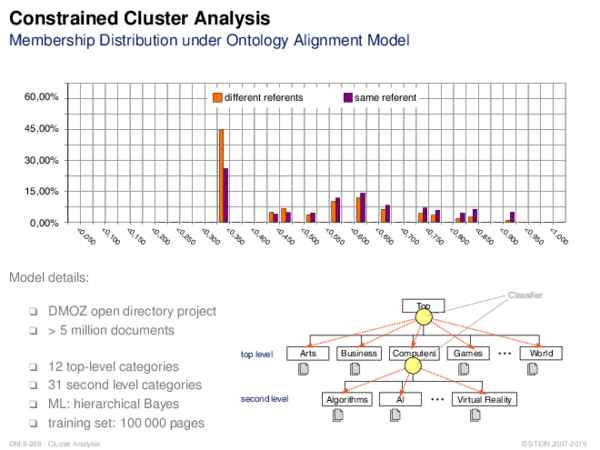 Constrained Cluster Analysis
Membership Distribution under Ontology Alignment Model
60,00%
different referents
same referent
45,00%
30,00%
15,00%
0,00%
<0,050
<0,100
<0,150
<0,200
<0,250
<0,300
<0,350
<0,400
<0,450
<0,500
<0,550
<0,600
<0,650
<0,700
<0,750
<0,800
<0,850
<0,900
<0,950
<1,000
Model details:
❏ DMOZ open directory project
❏ > 5 million documents
❏ 12 top-level categories
❏ 31 second level categories
❏ ML: hierarchical Bayes
❏ training set: 100 000 pages
Classifier
Top
top level
Arts
Business
Computers
Games
•••
World
second level
Algorithms
AI
•••
Virtual Reality
DM:II-288 Cluster Analysis
© STEIN 2007-2019